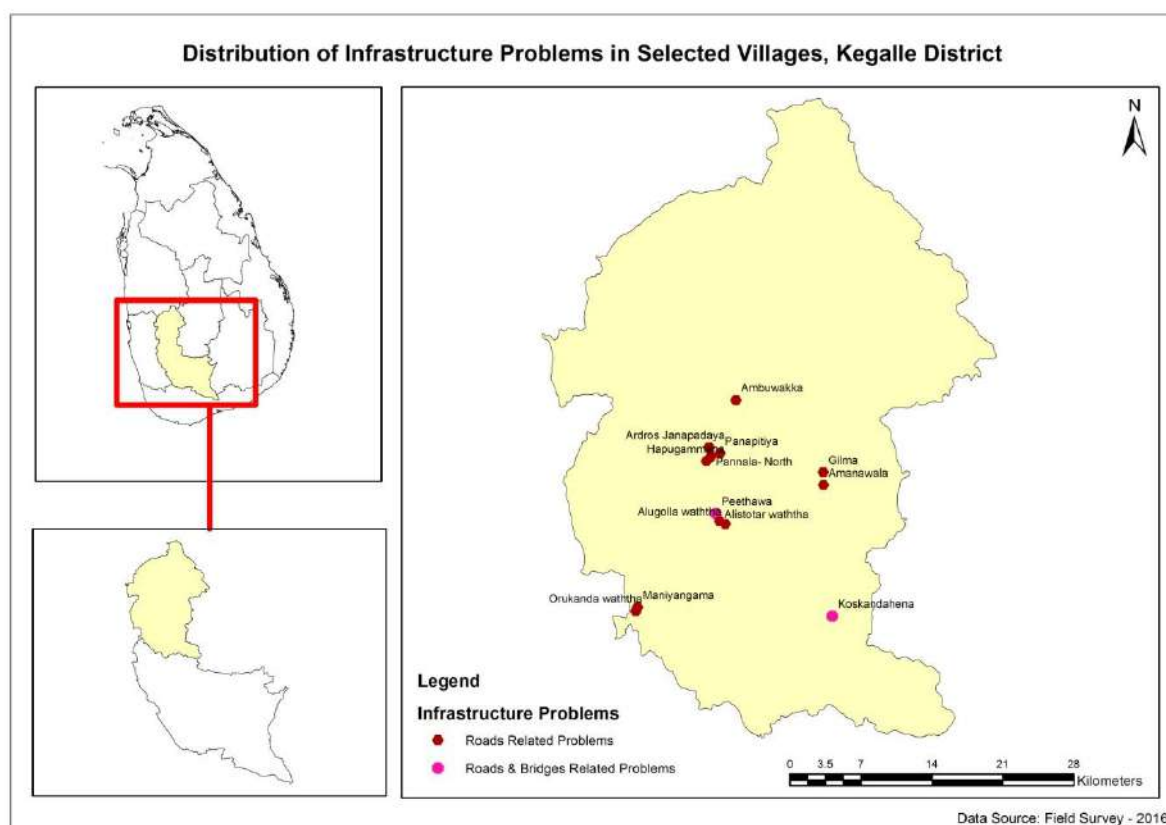 Distribution of Infrastructure Problems in Selected Villages, Kegalle District
N
Ambuwakka
Ardros Janapadaya
Panapitiya
Hapugammana
Pannala- North
Gilma
Amanawala
Peethawa
Alugolla waththa
Alistotar waththa
Orukanda waththa
Maniyangama
Koskandahena
Legend
Infrastructure Problems
Roads Related Problems
Roads & Bridges Related Problems
0 3.5 7 14 21 28
Kilometers
Data Source: Field Survey - 2016